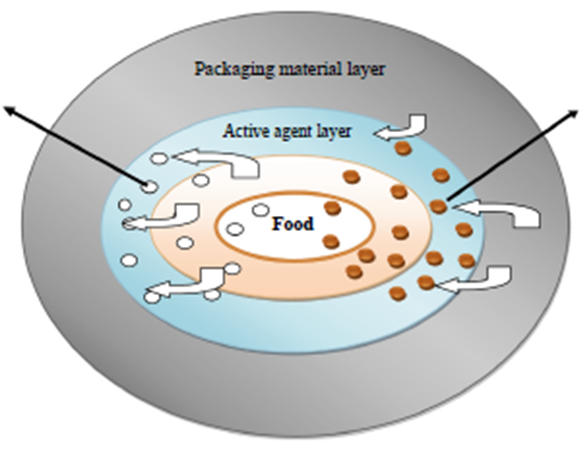 Packaging material layer
Active agent layer
Food